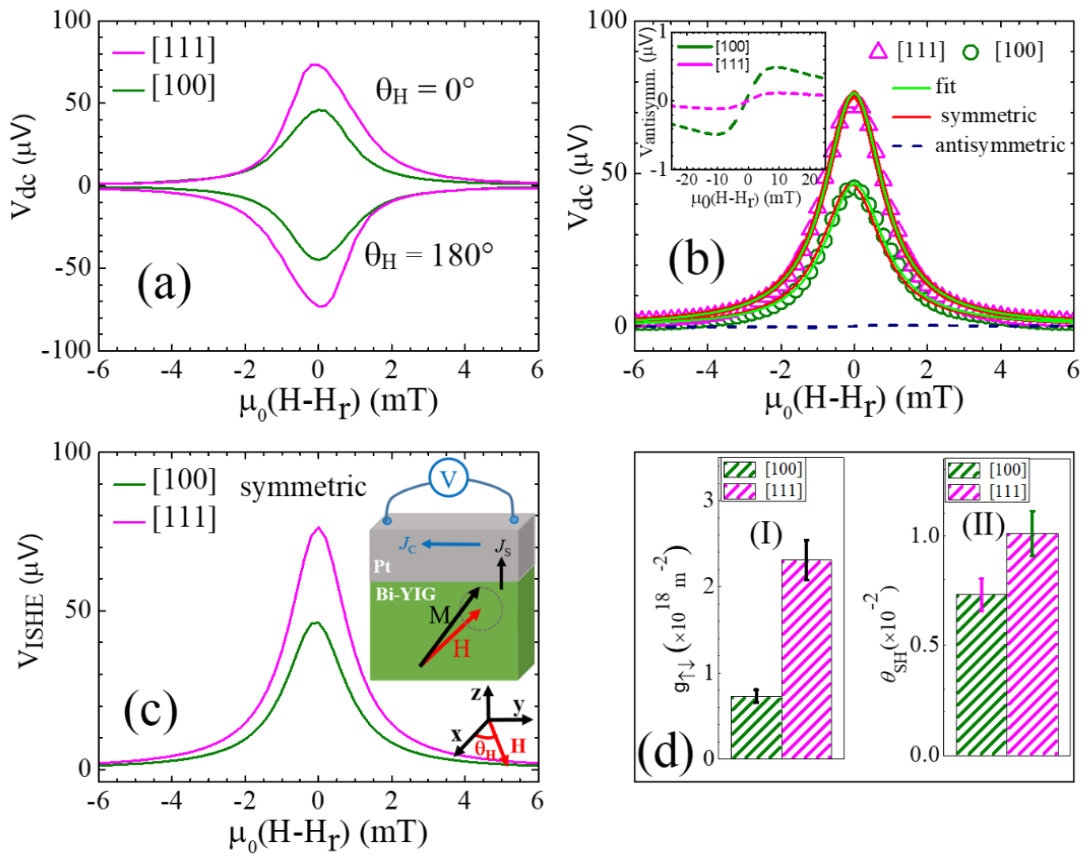 100
50
0
-50
-100
Vdc (μV)
[111]
[100]
θH = 0°
θH = 180°
(a)
-6 -4 -2 0 2 4 6
μ0(H-Hr) (mT)
100
50
0
Vdc (μV)
1
0
-1
Vantisymm. (μV)
[100]
[111]
-20 -10 0 10 20
μ0(H-Hr) (mT)
[111] [100]
fit
symmetric
antisymmetric
(b)
-6 -4 -2 0 2 4 6
μ0(H-Hr) (mT)
100
50
0
VISHE (μV)
[100] symmetric
[111]
V
JC
JS
Pt
Bi-YIG
M
H
z
y
x
θH
H
(c)
-6 -4 -2 0 2 4 6
μ0(H-Hr) (mT)
[100]
[111]
(I)
3
2
1
0
g↑↓ (×10^18 m^-2)
[100]
[111]
(II)
1.0
0.5
0.0
θSH(×10^-2)
(d)